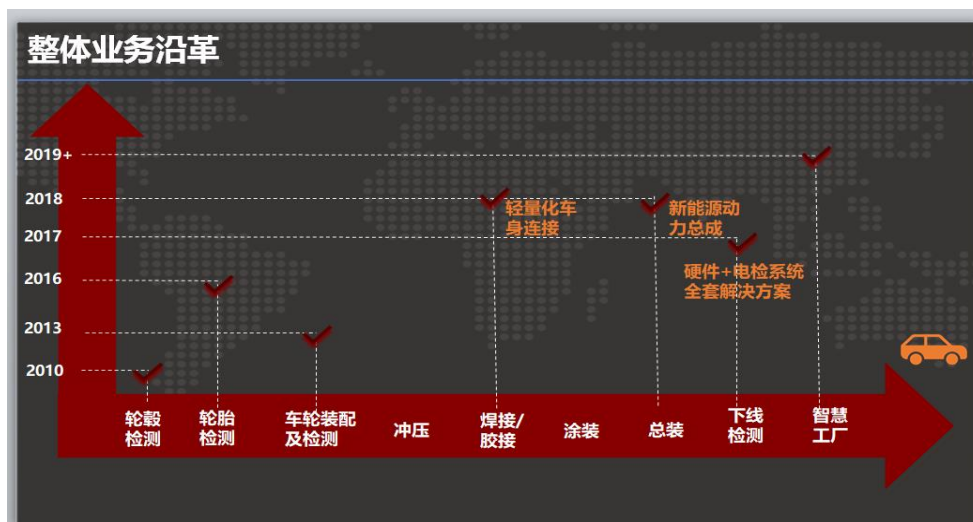 整体业务沿革
2019+
2018
轻量化车
身连接
新能源动
力总成
2017
硬件+电检系统
全套解决方案
2016
2013
2010
轮毂
检测
轮胎
检测
车轮装配
及检测
冲压
焊接/
胶接
涂装
总装
下线
检测
智慧
工厂